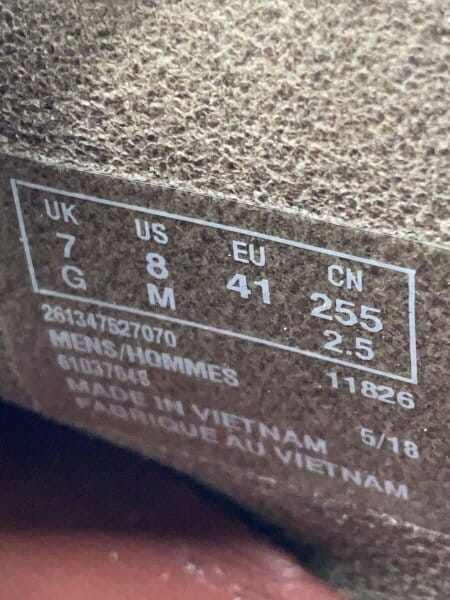 UK US EU CN
7 8 41 255
G M 2.5
261347527070 11826
MENS/HOMMES
61037048 5/18
MADE IN VIETNAM
FABRIQUE AU VIETNAM